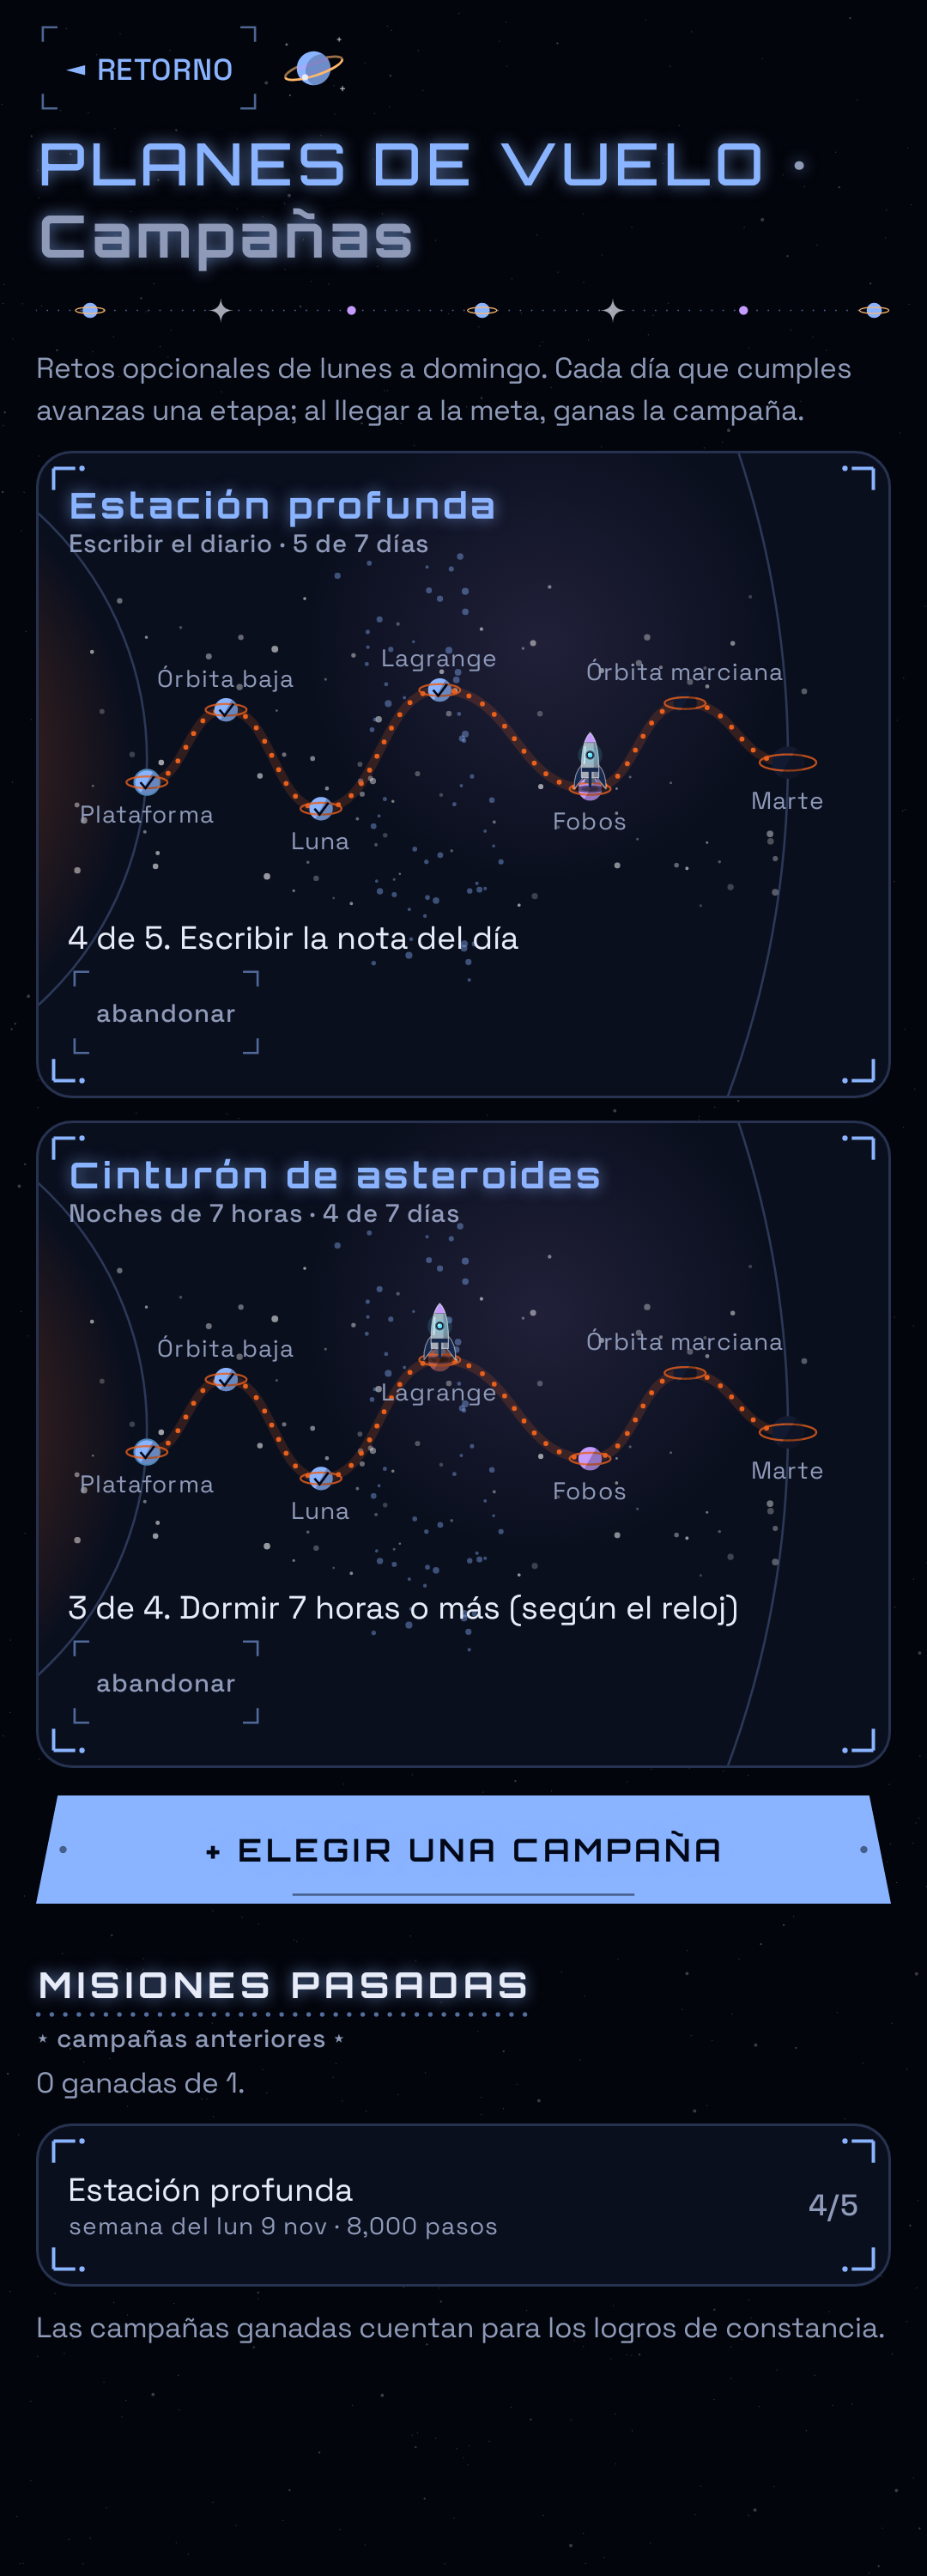 ◄ RETORNO
PLANES DE VUELO ·
Campañas
Retos opcionales de lunes a domingo. Cada día que cumples
avanzas una etapa; al llegar a la meta, ganas la campaña.
Estación profunda
Escribir el diario · 5 de 7 días
Lagrange
Órbita baja
Órbita marciana
Plataforma
Marte
Luna
Fobos
4 de 5. Escribir la nota del día
abandonar
Cinturón de asteroides
Noches de 7 horas · 4 de 7 días
Órbita baja
Órbita marciana
Lagrange
Plataforma
Marte
Luna
Fobos
3 de 4. Dormir 7 horas o más (según el reloj)
abandonar
+ ELEGIR UNA CAMPAÑA
MISIONES PASADAS
⋆ campañas anteriores ⋆
0 ganadas de 1.
Estación profunda
4/5
semana del lun 9 nov · 8,000 pasos
Las campañas ganadas cuentan para los logros de constancia.